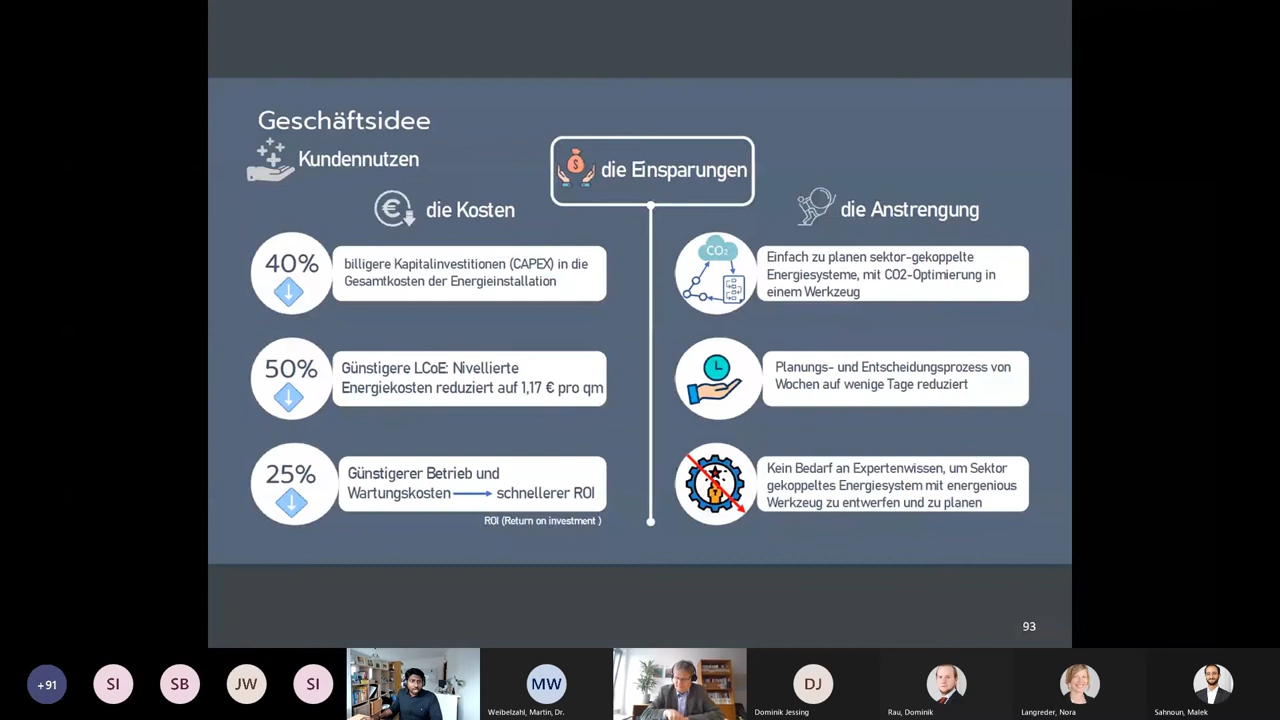 Geschäftsidee
Kundennutzen
die Einsparungen
die Kosten
die Anstrengung
40%
billigere Kapitalinvestitionen (CAPEX) in die
Gesamtkosten der Energieinstallation
50%
Günstigere LCoE: Nivellierte
Energiekosten reduziert auf 1,17 € pro qm
25%
Günstigerer Betrieb und
Wartungskosten schnellerer ROI
ROI (Return on investment )
CO₂
Einfach zu planen sektor-gekoppelte
Energiesysteme, mit CO2-Optimierung in
einem Werkzeug
Planungs- und Entscheidungsprozess von
Wochen auf wenige Tage reduziert
Kein Bedarf an Expertenwissen, um Sektor
gekoppeltes Energiesystem mit energenious
Werkzeug zu entwerfen und zu planen
93
+91
SI
SB
JW
SI
MW
Weibelzahl, Martin, Dr.
DJ
Dominik Jessing
Rau, Dominik
Langreder, Nora
Sahnoun, Malek